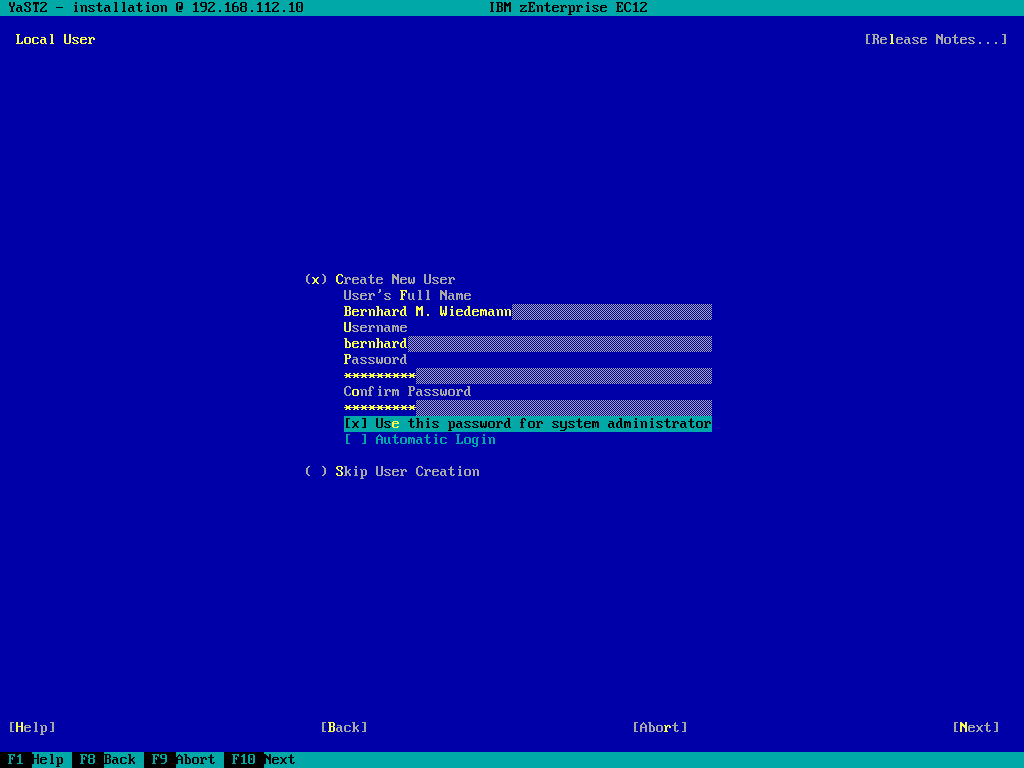 YaST2 - installation @ 192.168.112.10 IBM zEnterprise EC12
Local User [Release Notes...]
(x) Create New User
User's Full Name
Bernhard M. Wiedemann
Username
bernhard
Password
*********
Confirm Password
*********
[x] Use this password for system administrator
[ ] Automatic Login
( ) Skip User Creation
[Help] [Back] [Abort] [Next]
F1 Help F8 Back F9 Abort F10 Next